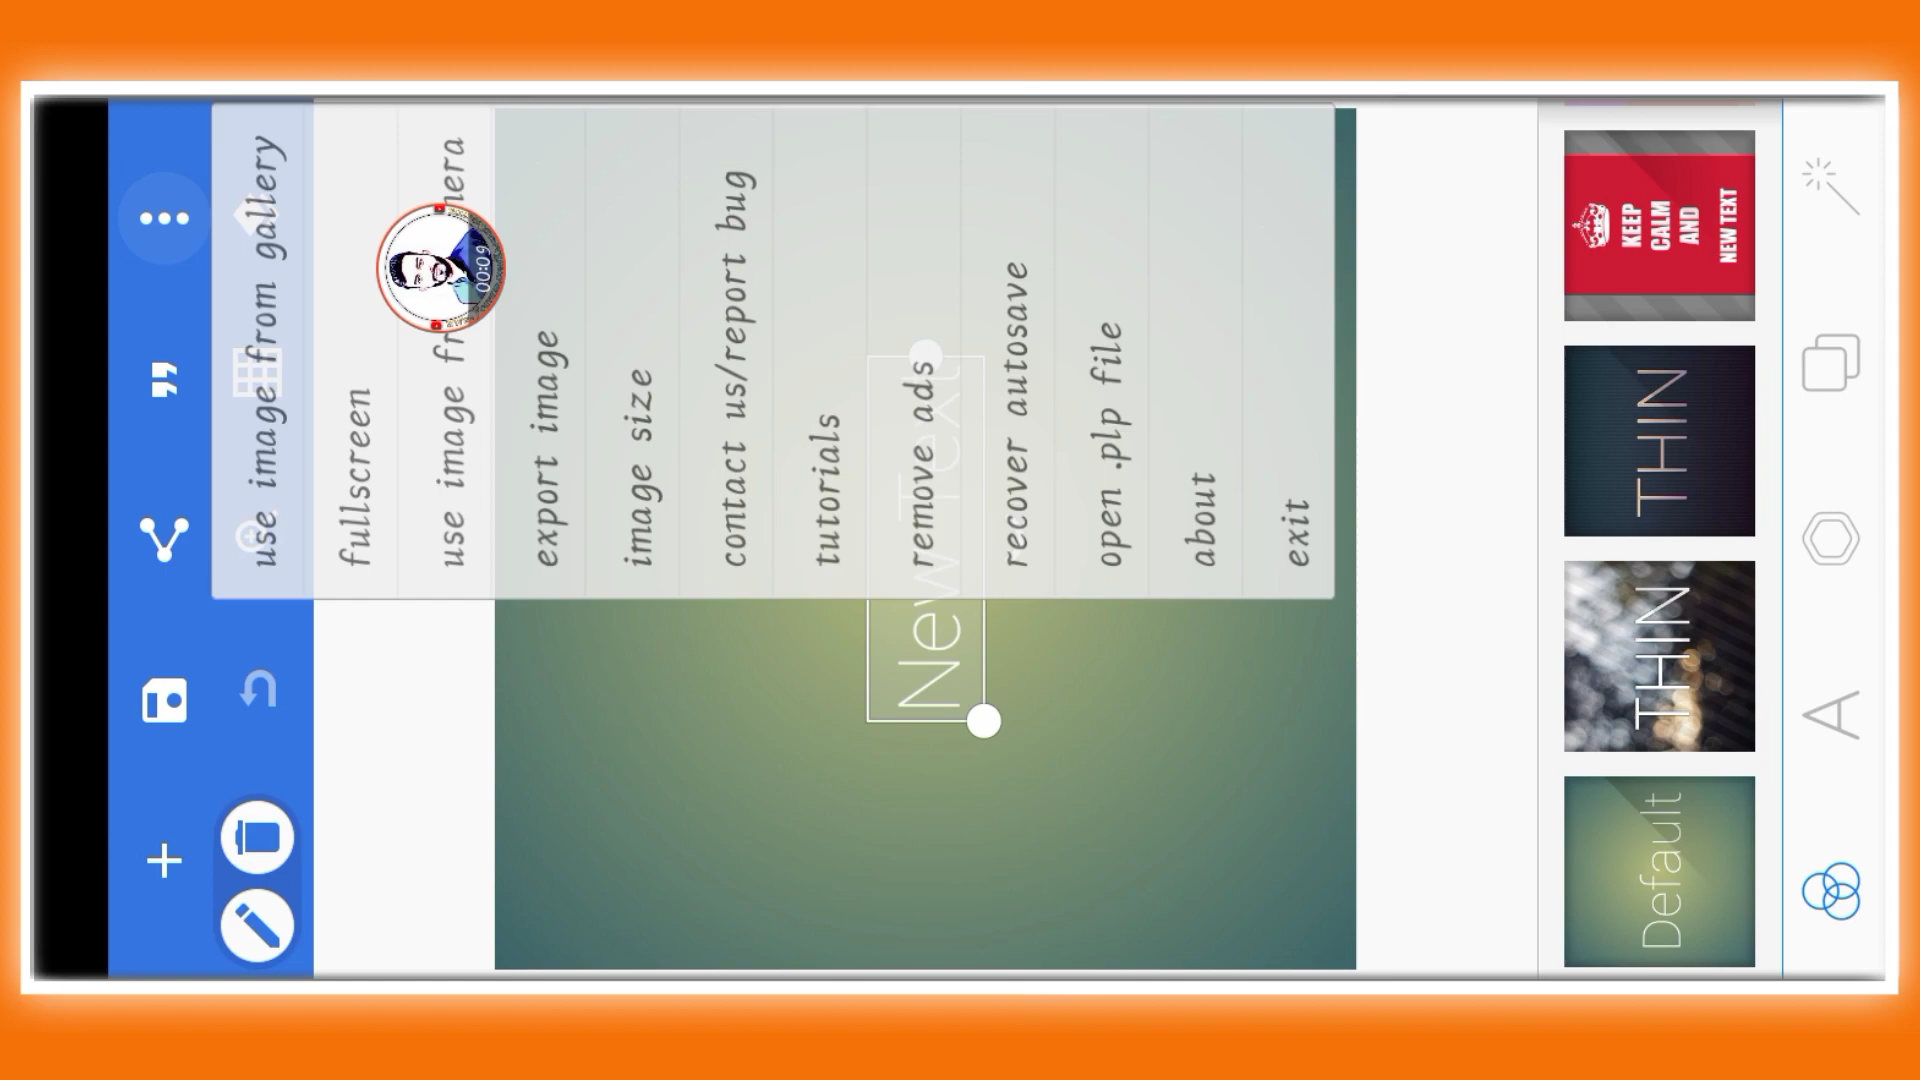 use image from gallery
fullscreen
use image fr
era
export image
image size
contact us/report bug
tutorials
remove ads
recover autosave
open .plp file
about
exit
New Text
00:09
KEEP
CALM
AND
NEW TEXT
THIN
THIN
Default